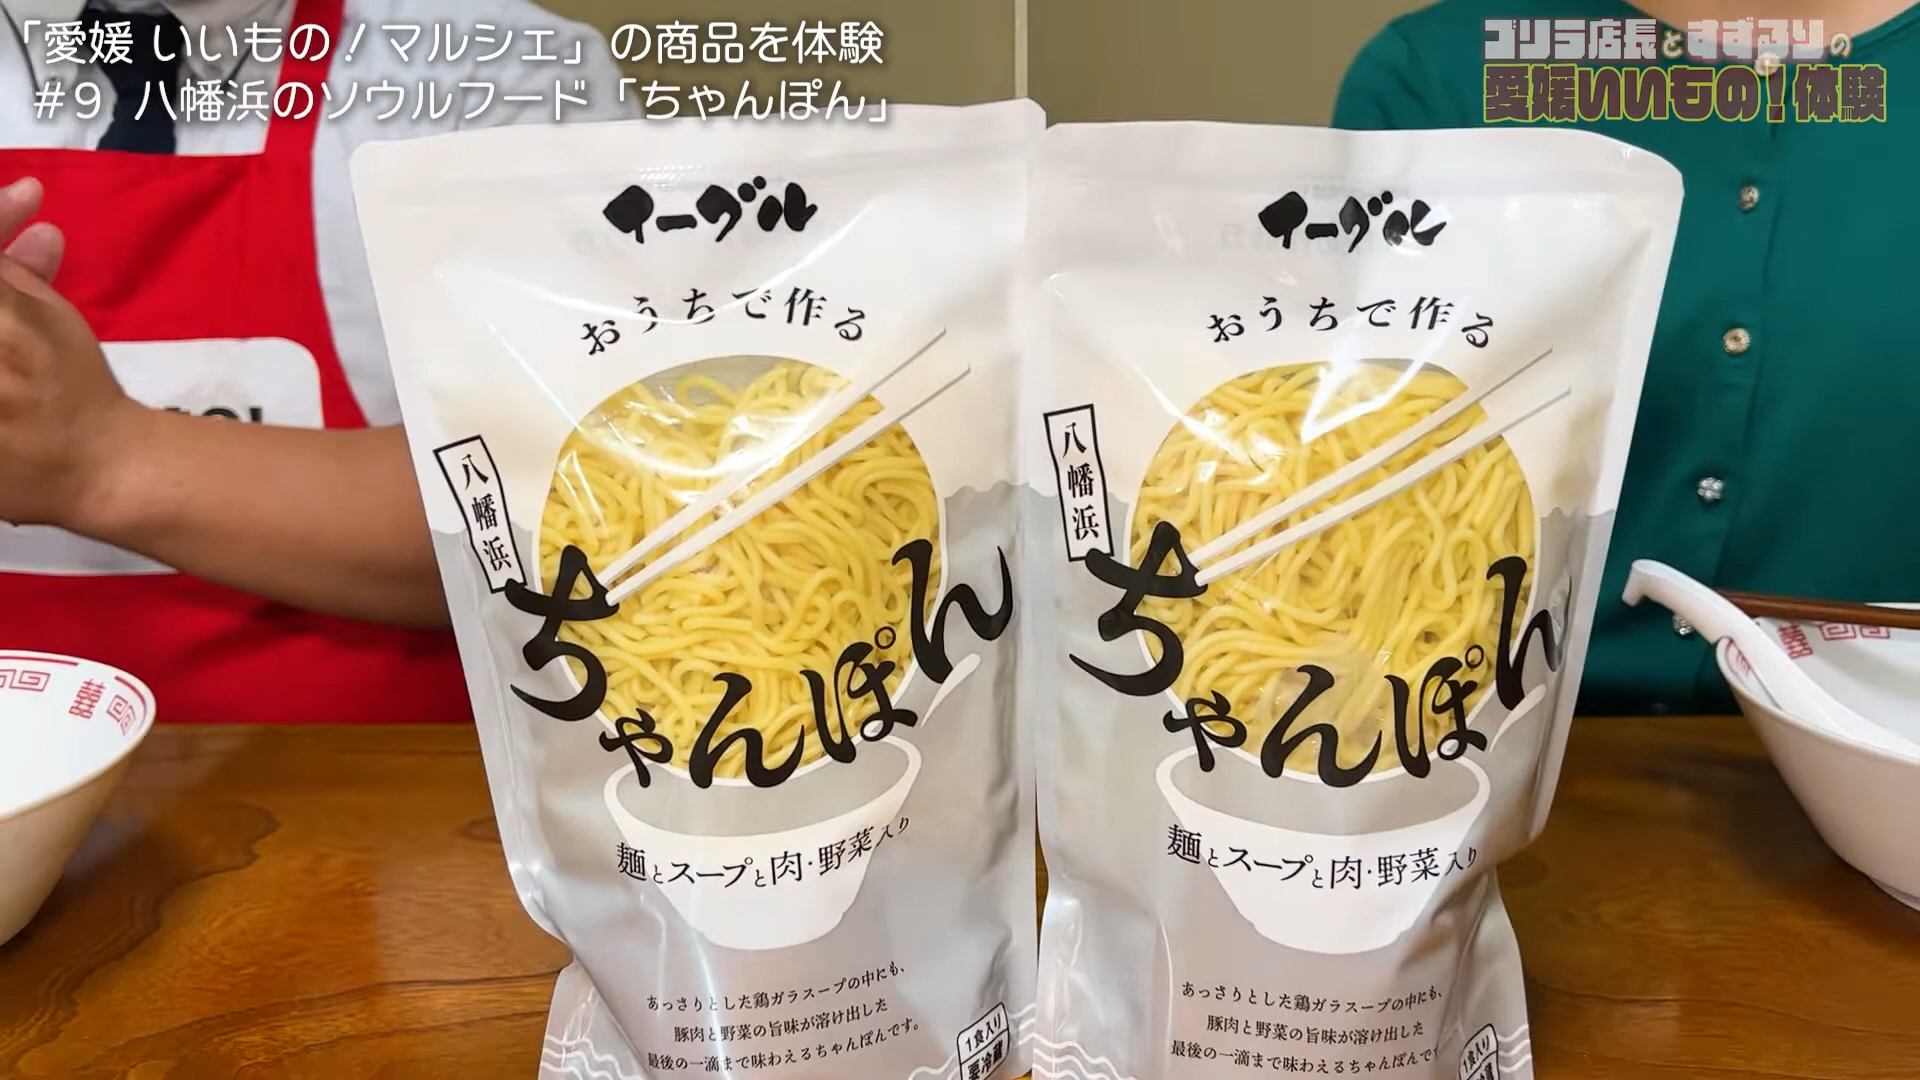 「愛媛 いいもの！マルシェ」の商品を体験
#9 八幡浜のソウルフード「ちゃんぽん」
ゴリラ店長とすずふりの
愛媛いいもの！体験
イーグル
おうちで作る
八幡浜
ちゃんぽん
麺とスープと肉・野菜入り
あっさりとした鶏ガラスープの中にも、
豚肉と野菜の旨味が溶け出した
最後の一滴まで味わえるちゃんぽんです。
1食入り
要冷蔵
イーグル
おうちで作る
八幡浜
ちゃんぽん
麺とスープと肉・野菜入り
あっさりとした鶏ガラスープの中にも、
豚肉と野菜の旨味が溶け出した
最後の一滴まで味わえるちゃんぽんで
1食入り
囍
囍